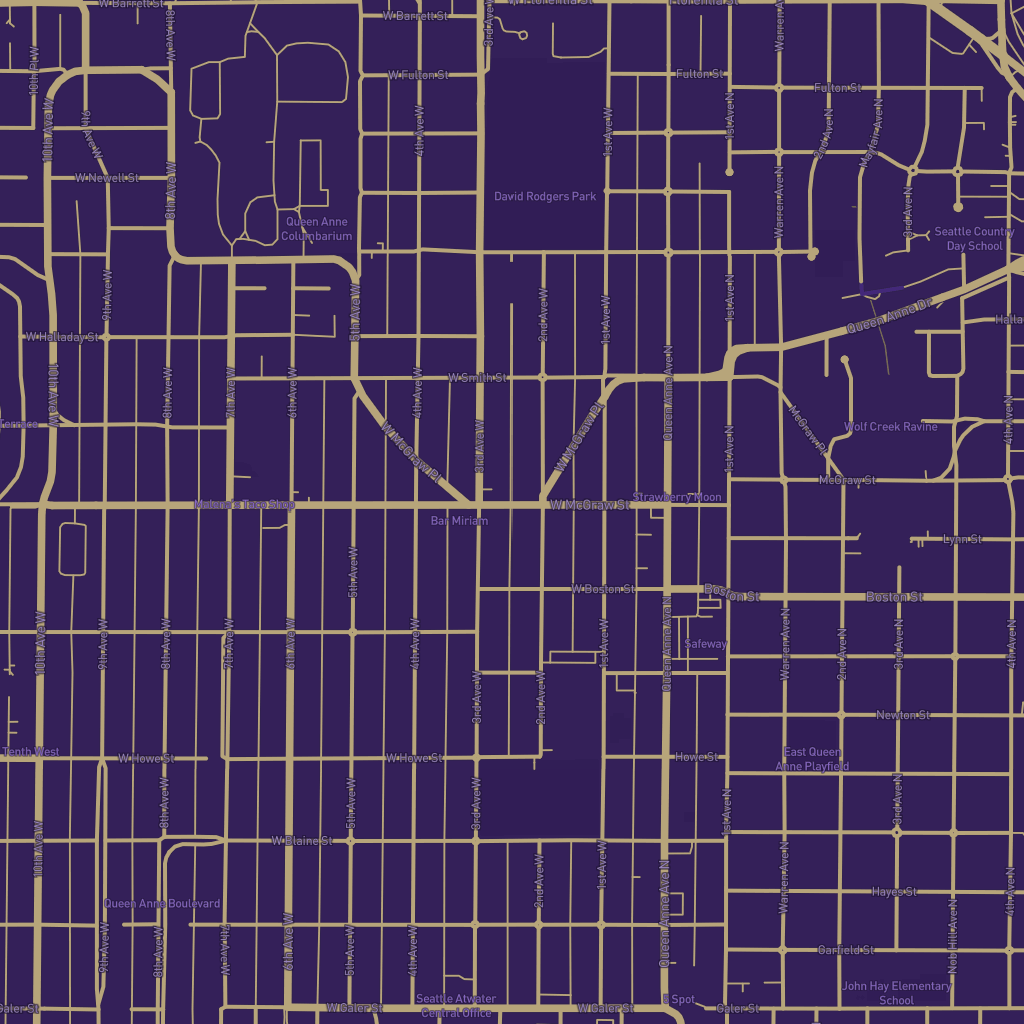 W Barrett St
W Barrett St
8th Ave W
3rd Ave W
Florentia St
Warren Ave N
10th Pl W
W Fulton St
Fulton St
Fulton St
10th Ave W
9th Ave W
4th Ave W
1st Ave W
1st Ave N
2nd Ave N
Mayfair Ave N
W Newell St
8th Ave W
David Rodgers Park
Warren Ave N
3rd Ave N
Queen Anne
Columbarium
Seattle Country
Day School
9th Ave W
5th Ave W
2nd Ave W
1st Ave W
1st Ave N
Queen Anne Dr
W Halladay St
Halla
10th Ave W
8th Ave W
7th Ave W
6th Ave W
4th Ave W
W Smith St
Queen Anne Ave N
Terrace
W McGraw Pl
3rd Ave W
W McGraw Pl
1st Ave N
McGraw Pl
Wolf Creek Ravine
4th Ave N
McGraw St
Strawberry Moon
W McGraw St
Bar Miriam
Lynn St
5th Ave W
W Boston St
Boston St
Boston St
10th Ave W
9th Ave W
8th Ave W
7th Ave W
6th Ave W
4th Ave W
1st Ave W
Queen Anne Ave N
Safeway
Warren Ave N
2nd Ave N
3rd Ave N
4th Ave N
3rd Ave W
2nd Ave W
Newton St
Tenth West
W Howe St
W Howe St
Howe St
East Queen
Anne Playfield
8th Ave W
5th Ave W
3rd Ave W
1st Ave N
3rd Ave N
10th Ave W
W Blaine St
2nd Ave W
1st Ave W
Queen Anne Ave N
Warren Ave N
Hayes St
4th Ave N
Queen Anne Boulevard
9th Ave W
8th Ave W
7th Ave W
6th Ave W
5th Ave W
4th Ave W
Nob Hill Ave N
Garfield St
John Hay Elementary
School
Galer St
W Galer St
Seattle Atwater
Central Office
W Galer St
Spot
Galer St